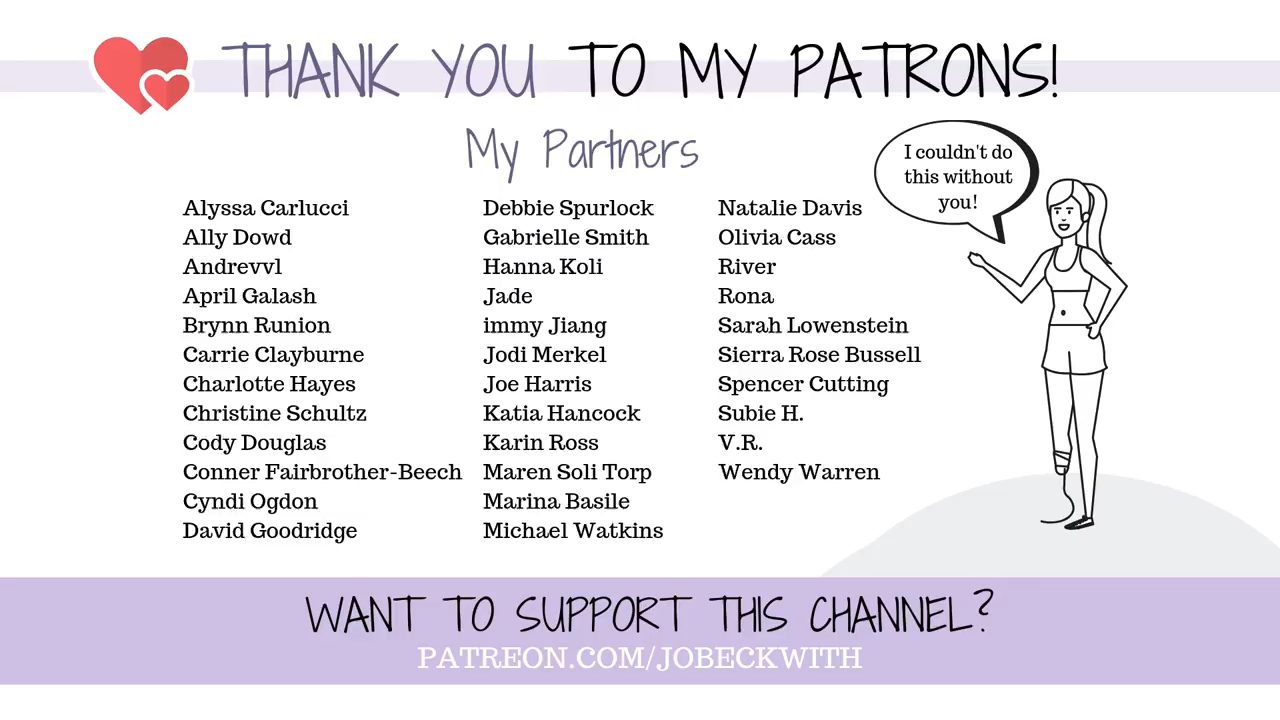 THANK YOU TO MY PATRONS!
My Partners
I couldn't do
this without
you!
Alyssa Carlucci
Ally Dowd
Andrevvl
April Galash
Brynn Runion
Carrie Clayburne
Charlotte Hayes
Christine Schultz
Cody Douglas
Conner Fairbrother-Beech
Cyndi Ogdon
David Goodridge
Debbie Spurlock
Gabrielle Smith
Hanna Koli
Jade
immy Jiang
Jodi Merkel
Joe Harris
Katia Hancock
Karin Ross
Maren Soli Torp
Marina Basile
Michael Watkins
Natalie Davis
Olivia Cass
River
Rona
Sarah Lowenstein
Sierra Rose Bussell
Spencer Cutting
Subie H.
V.R.
Wendy Warren
WANT TO SUPPORT THIS CHANNEL?
PATREON.COM/JOBECKWITH